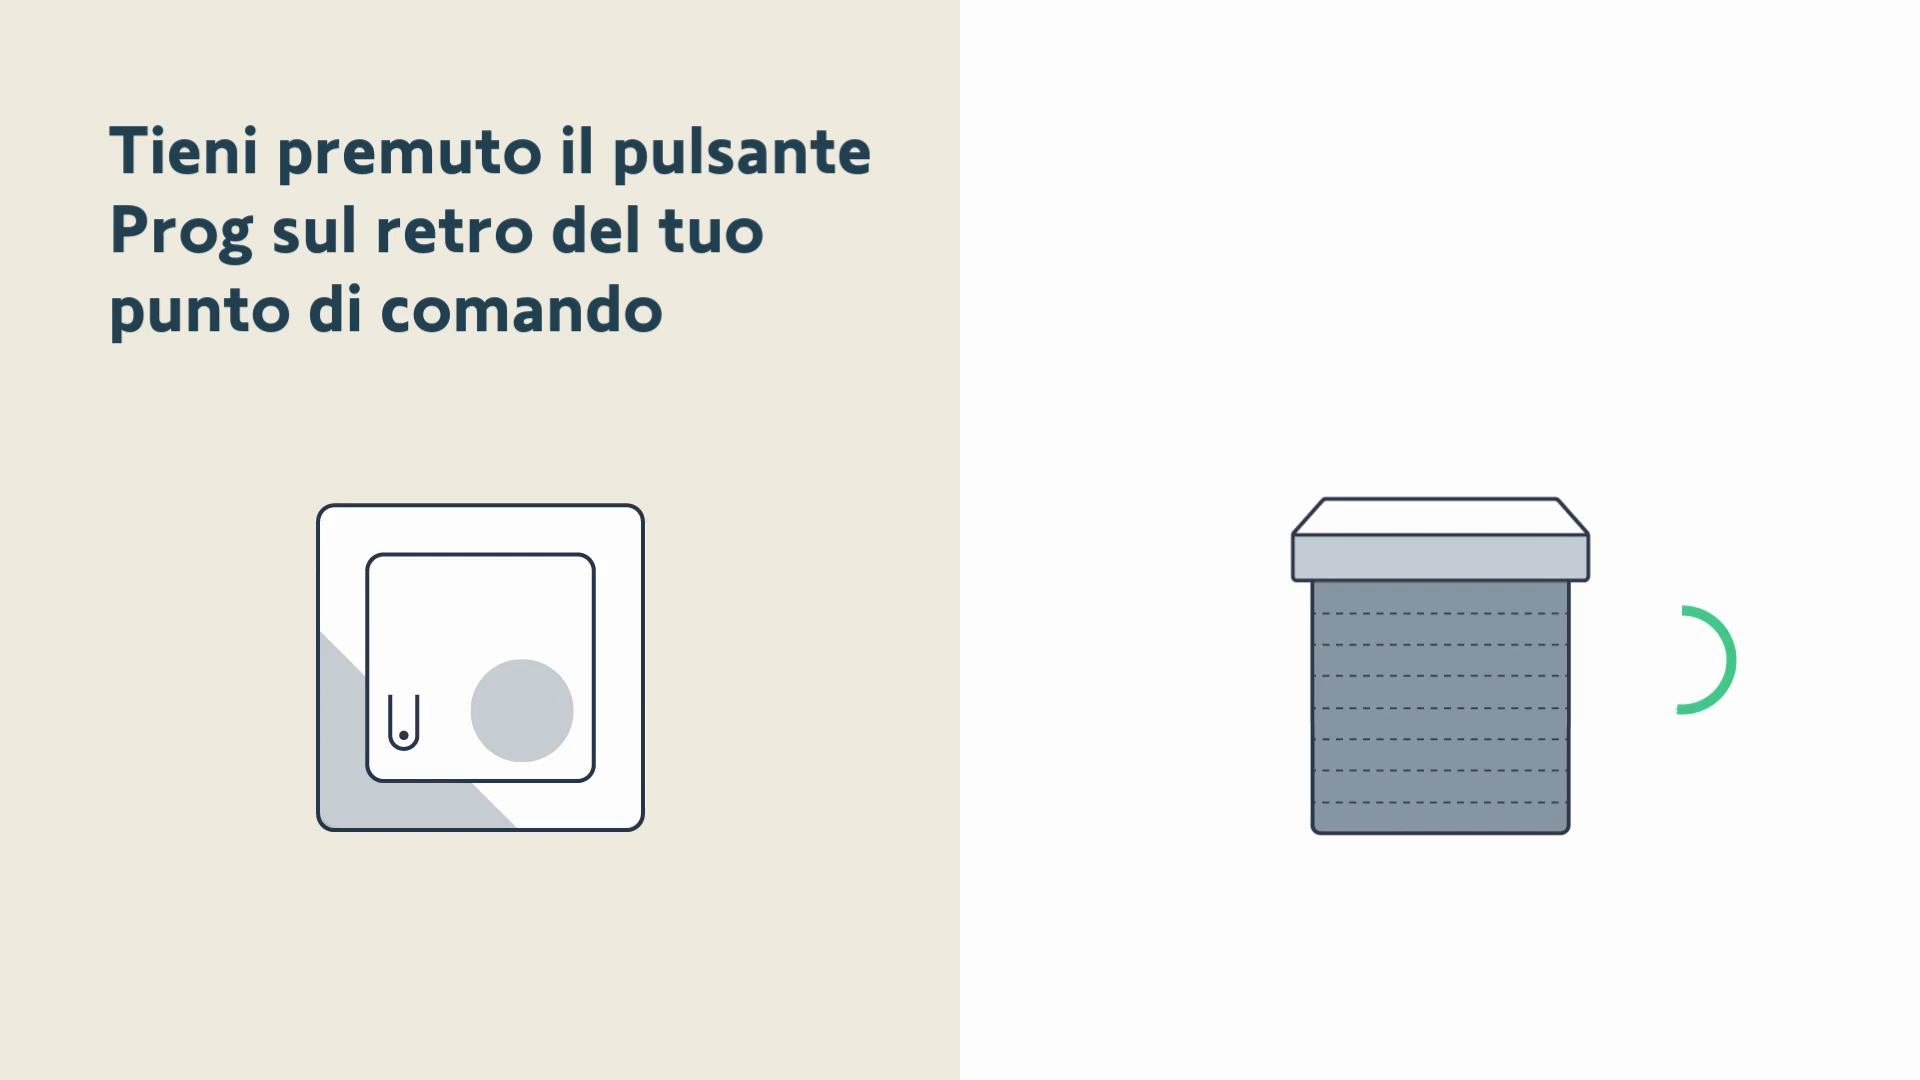 Tieni premuto il pulsante
Prog sul retro del tuo
punto di comando